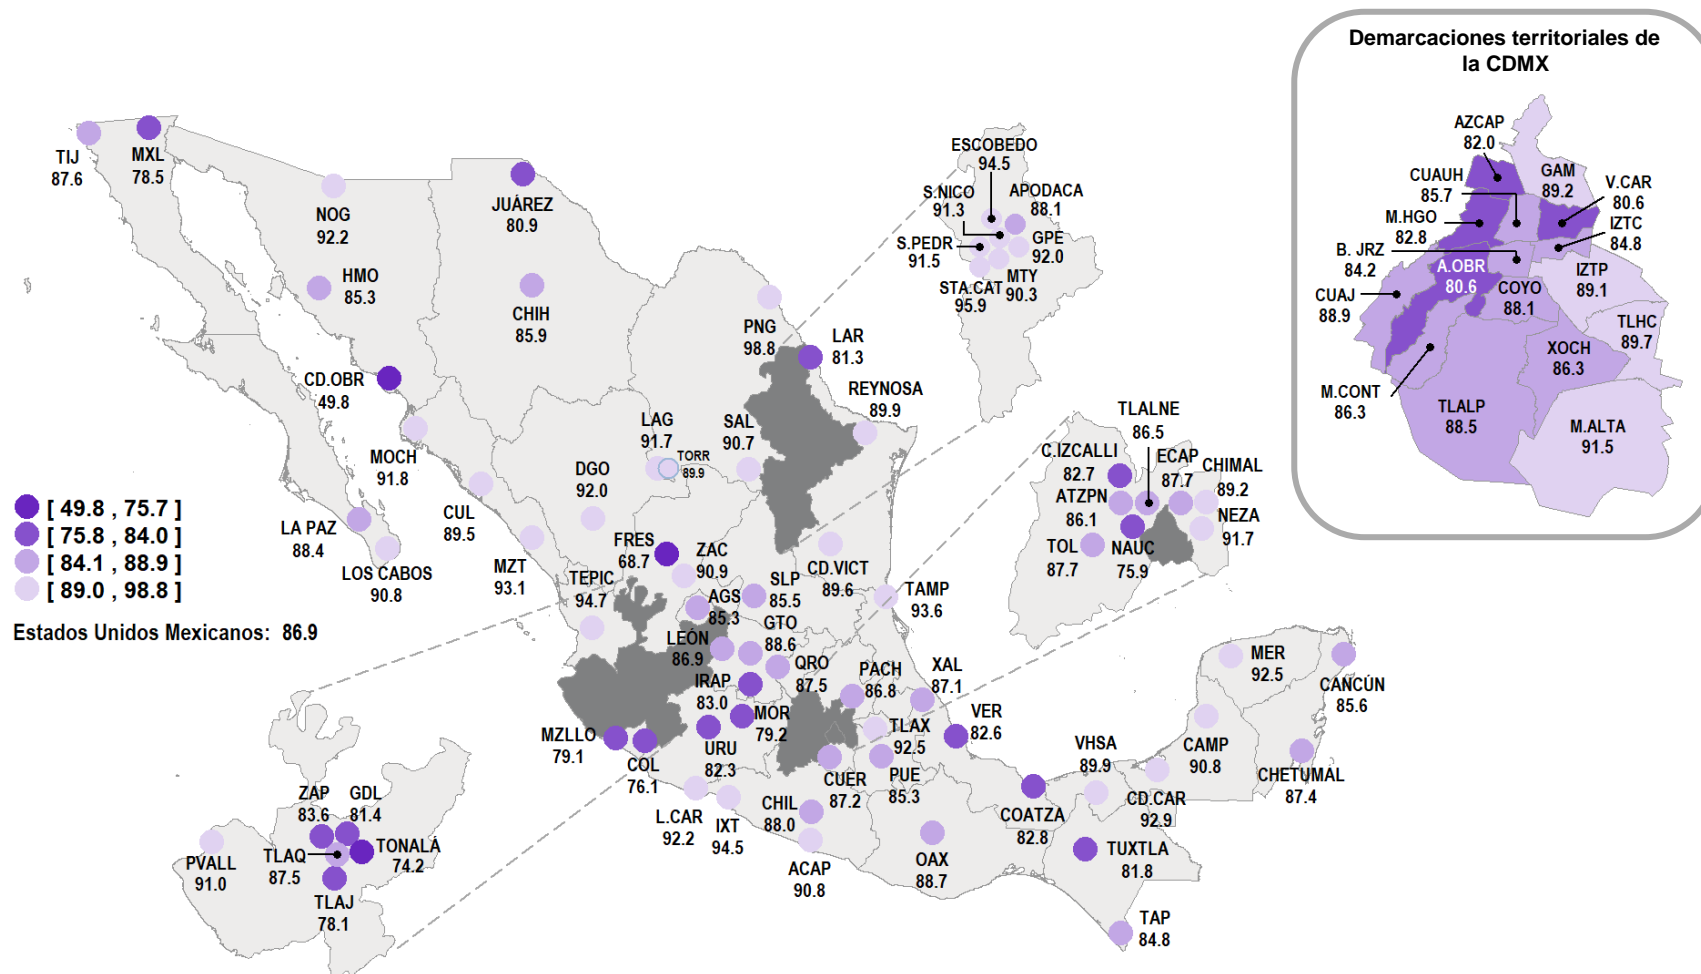 Demarcaciones territoriales de
la CDMX
AZCAP
82.0
CUAUH
85.7
GAM
89.2
V.CAR
80.6
M.HGO
82.8
IZTC
84.8
B. JRZ
84.2
A.OBR
80.6
IZTP
89.1
CUAJ
88.9
COYO
88.1
TLHC
89.7
XOCH
86.3
M.CONT
86.3
TLALP
88.5
M.ALTA
91.5
TIJ
87.6
MXL
78.5
NOG
92.2
JUÁREZ
80.9
HMO
85.3
CHIH
85.9
CD.OBR
49.8
MOCH
91.8
PNG
98.8
LAR
81.3
REYNOSA
89.9
LAG
91.7
TORR
89.9
SAL
90.7
DGO
92.0
CUL
89.5
LA PAZ
88.4
LOS CABOS
90.8
MZT
93.1
FRES
68.7
ZAC
90.9
CD.VICT
89.6
TAMP
93.6
TEPIC
94.7
AGS
85.3
SLP
85.5
LEÓN
86.9
GTO
88.6
QRO
87.5
IRAP
83.0
PACH
86.8
XAL
87.1
MOR
79.2
URU
82.3
MZLLO
79.1
COL
76.1
TLAX
92.5
VER
82.6
CUER
87.2
PUE
85.3
L.CAR
92.2
IXT
94.5
CHIL
88.0
ACAP
90.8
OAX
88.7
COATZA
82.8
VHSA
89.9
CD.CAR
92.9
CAMP
90.8
MER
92.5
CANCÚN
85.6
CHETUMAL
87.4
TUXTLA
81.8
TAP
84.8
ESCOBEDO
94.5
S.NICO
91.3
APODACA
88.1
S.PEDR
91.5
GPE
92.0
MTY
90.3
STA.CAT
95.9
TLALNE
86.5
C.IZCALLI
82.7
ECAP
87.7
CHIMAL
89.2
ATZPN
86.1
NEZA
91.7
TOL
87.7
NAUC
75.9
ZAP
83.6
GDL
81.4
TONALÁ
74.2
PVALL
91.0
TLAQ
87.5
TLAJ
78.1
[ 49.8 , 75.7 ]
[ 75.8 , 84.0 ]
[ 84.1 , 88.9 ]
[ 89.0 , 98.8 ]
Estados Unidos Mexicanos: 86.9